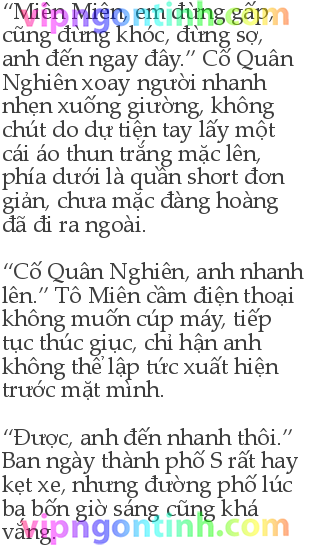 vipngontinh.com
“Miên Miên, em đừng gấp,
cũng đừng khóc, đừng sợ,
anh đến ngay đây.” Cố Quân
Nghiên xoay người nhanh
nhẹn xuống giường, không
chút do dự tiện tay lấy một
cái áo thun trắng mặc lên,
phía dưới là quần short đơn
giản, chưa mặc đàng hoàng
đã đi ra ngoài.
“Cố Quân Nghiên, anh nhanh
lên.” Tô Miên cầm điện thoại
không muốn cúp máy, tiếp
tục thúc giục, chỉ hận anh
không thể lập tức xuất hiện
trước mặt mình.
“Được, anh đến nhanh thôi.”
Ban ngày thành phố S rất hay
kẹt xe, nhưng đường phố lúc
ba bốn giờ sáng cũng khá
vắng.
vipngontinh.com